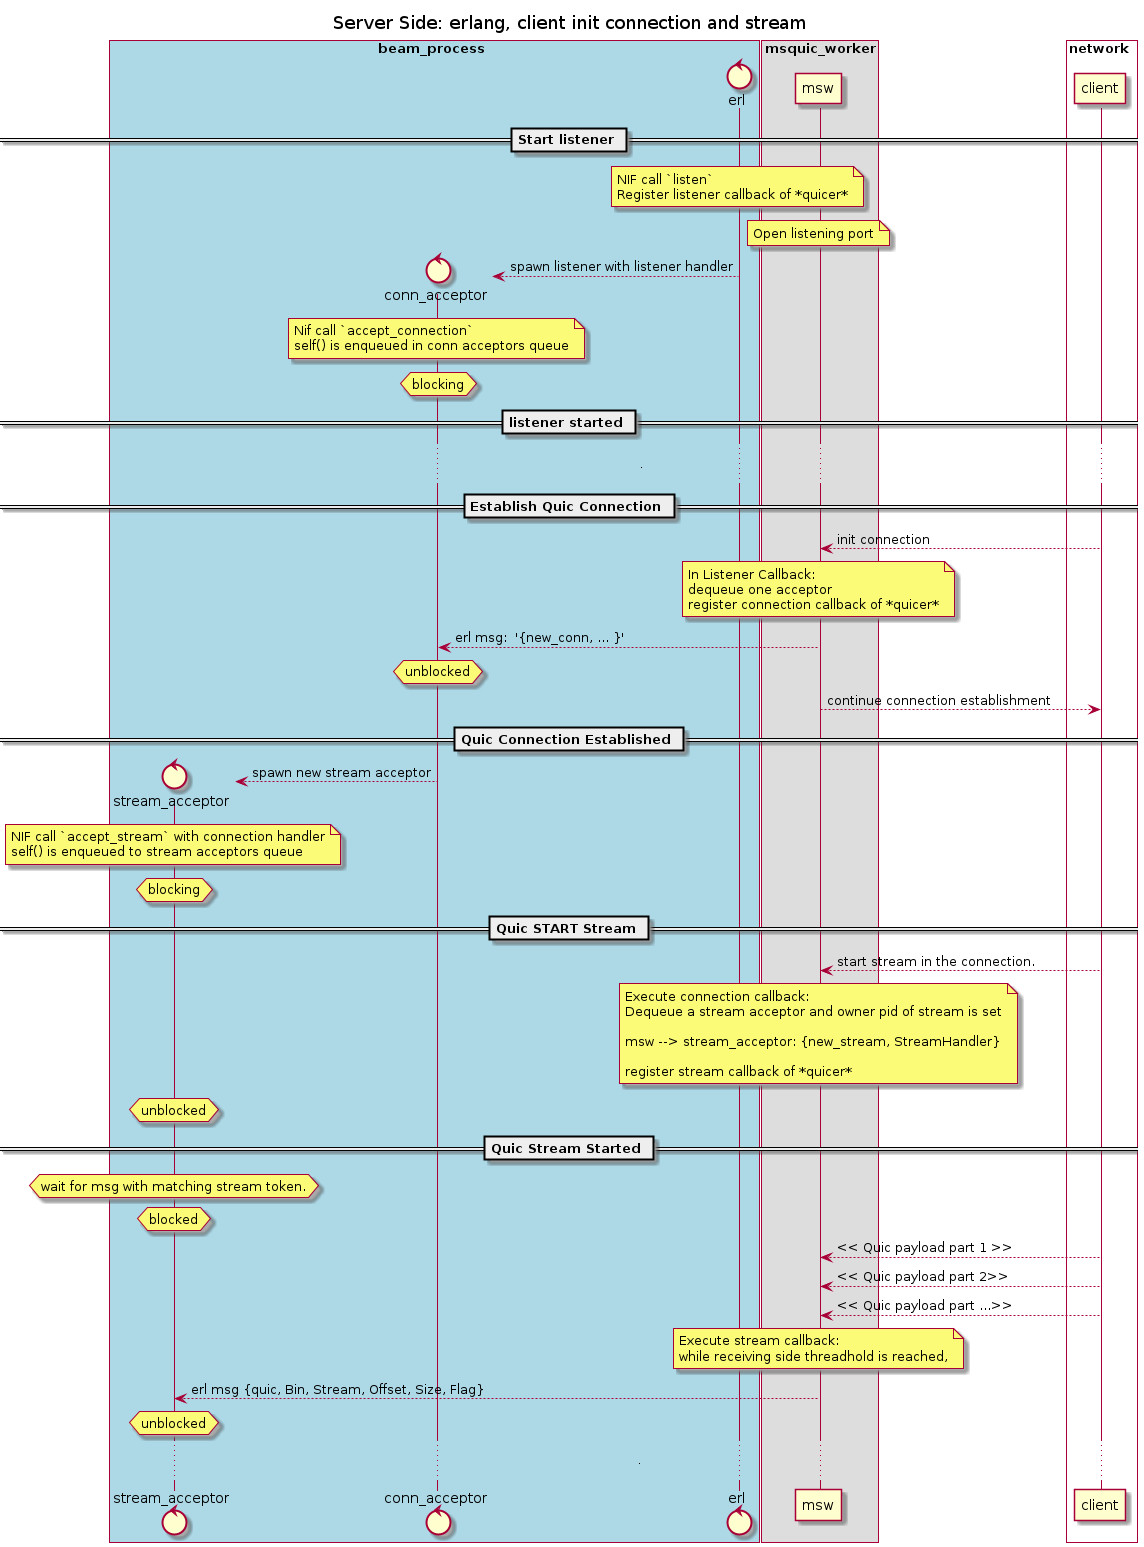 Server Side: erlang, client init connection and stream
beam_process
msquic_worker
network
erl
msw
client
Start listener
NIF call `listen`
Register listener callback of *quicer*
Open listening port
spawn listener with listener handler
conn_acceptor
Nif call `accept_connection`
self() is enqueued in conn acceptors queue
blocking
listener started
Establish Quic Connection
init connection
In Listener Callback:
dequeue one acceptor
register connection callback of *quicer*
erl msg:  '{new_conn, ... }'
unblocked
continue connection establishment
Quic Connection Established
spawn new stream acceptor
stream_acceptor
NIF call `accept_stream` with connection handler
self() is enqueued to stream acceptors queue
blocking
Quic START Stream
start stream in the connection.
Execute connection callback:
Dequeue a stream acceptor and owner pid of stream is set
msw --> stream_acceptor: {new_stream, StreamHandler}
register stream callback of *quicer*
unblocked
Quic Stream Started
wait for msg with matching stream token.
blocked
<< Quic payload part 1 >>
<< Quic payload part 2>>
<< Quic payload part ...>>
Execute stream callback:
while receiving side threadhold is reached,
erl msg {quic, Bin, Stream, Offset, Size, Flag}
unblocked
stream_acceptor
conn_acceptor
erl
msw
client